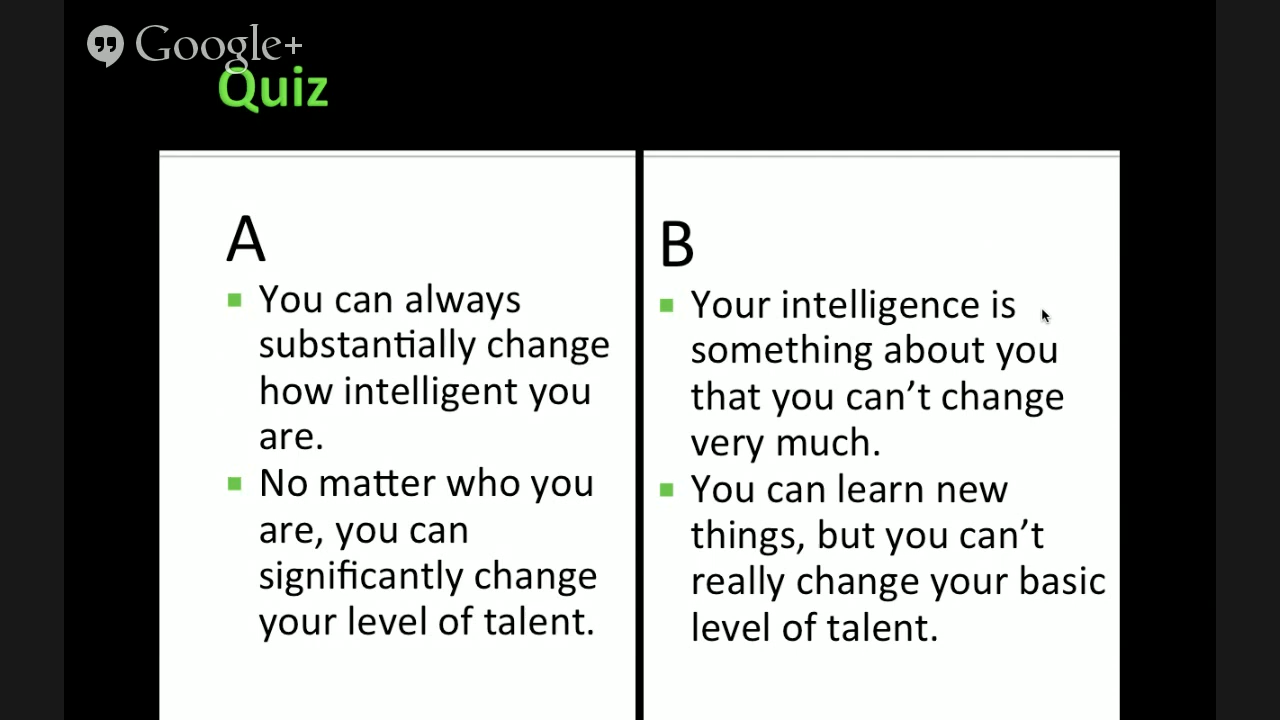 Google+
Quiz
A
You can always
substantially change
how intelligent you
are.
No matter who you
are, you can
significantly change
your level of talent.
B
Your intelligence is
something about you
that you can’t change
very much.
You can learn new
things, but you can’t
really change your basic
level of talent.